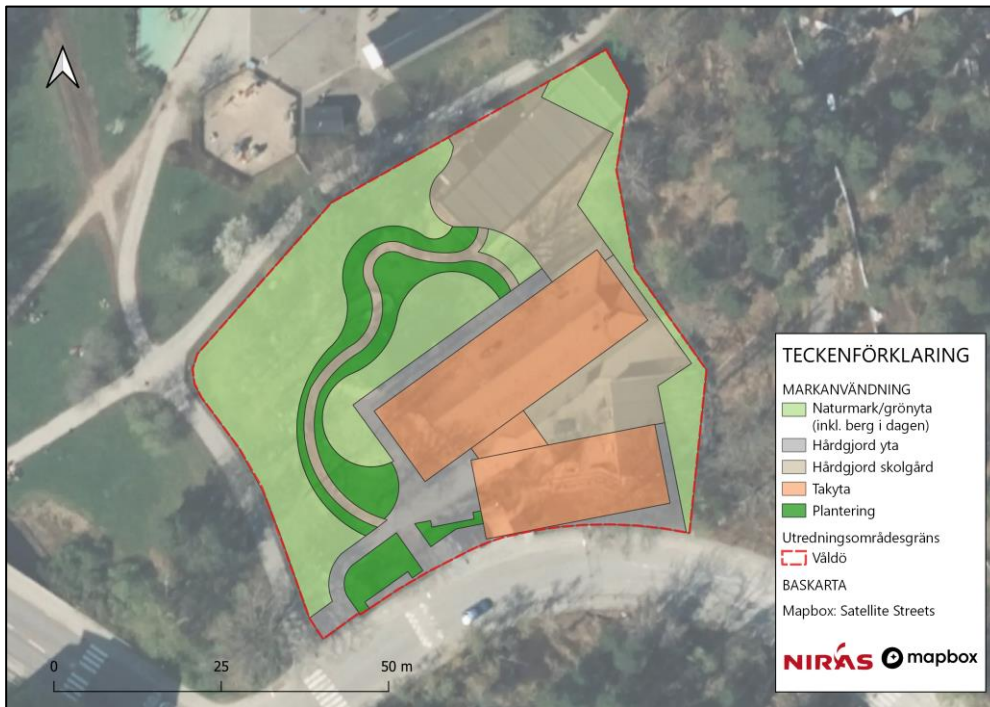 TECKENFÖRKLARING
MARKANVÄNDNING
Naturmark/grönyta
(inkl. berg i dagen)
Hårdgjord yta
Hårdgjord skolgård
Takyta
Plantering
Utredningsområdesgräns
Våldö
BASKARTA
Mapbox: Satellite Streets
NIRAS mapbox
0 25 50 m